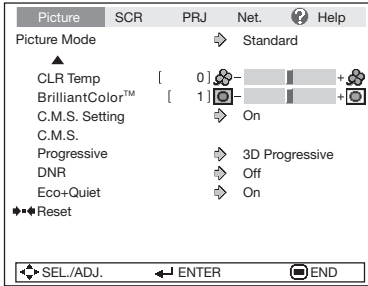 Picture SCR PRJ Net. ? Help
Picture Mode Standard
CLR Temp [ 0 ] - +
BrilliantColor™ [ 1 ] - +
C.M.S. Setting On
C.M.S.
Progressive 3D Progressive
DNR Off
Eco+Quiet On
Reset
SEL./ADJ. ENTER END